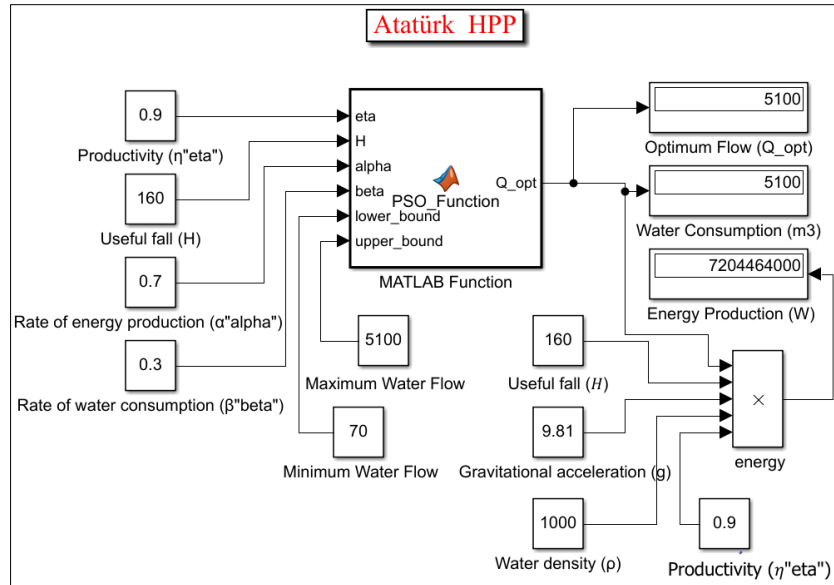 Atatürk HPP
0.9
Productivity (η"eta")
160
Useful fall (H)
0.7
Rate of energy production (α"alpha")
0.3
Rate of water consumption (β"beta")
eta
H
alpha
beta
lower_bound
upper_bound
PSO_Function
Q_opt
MATLAB Function
5100
Optimum Flow (Q_opt)
5100
Water Consumption (m3)
7204464000
Energy Production (W)
5100
Maximum Water Flow
70
Minimum Water Flow
160
Useful fall (H)
9.81
Gravitational acceleration (g)
1000
Water density (ρ)
×
energy
0.9
Productivity (η"eta")